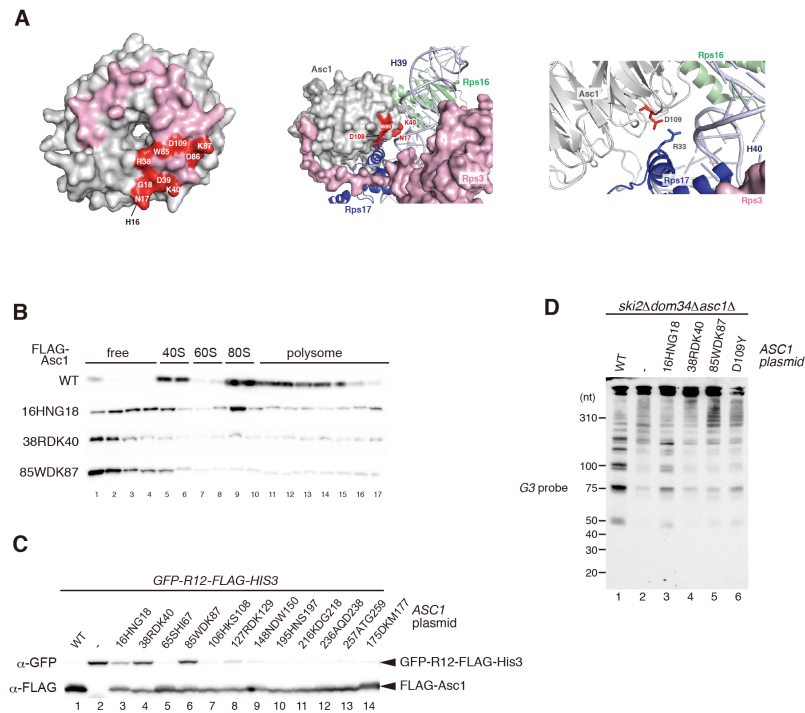 A
D109
K87
W85
D86
R38
D39
G18
K40
N17
H16
Asc1
H39
Rps16
W85
K40
D109
N17
Rps3
Rps17
Rps16
Asc1
D109
R33
H40
Rps17
Rps3
B
FLAG-
Asc1
free 40S 60S 80S polysome
WT
16HNG18
38RDK40
85WDK87
1 2 3 4 5 6 7 8 9 10 11 12 13 14 15 16 17
C
GFP-R12-FLAG-HIS3
WT - 16HNG18 38RDK40 65SHI67 85WDK87 106HKS108 127RDK129 148NDW150 195HNS197 216KDG218 236AQD238 257ATG259 175DKM177
ASC1
plasmid
α-GFP GFP-R12-FLAG-His3
α-FLAG FLAG-Asc1
1 2 3 4 5 6 7 8 9 10 11 12 13 14
D
ski2Δdom34Δasc1Δ
WT - 16HNG18 38RDK40 85WDK87 D109Y
ASC1
plasmid
(nt)
310
100
G3 probe 75
50
40
30
20
1 2 3 4 5 6